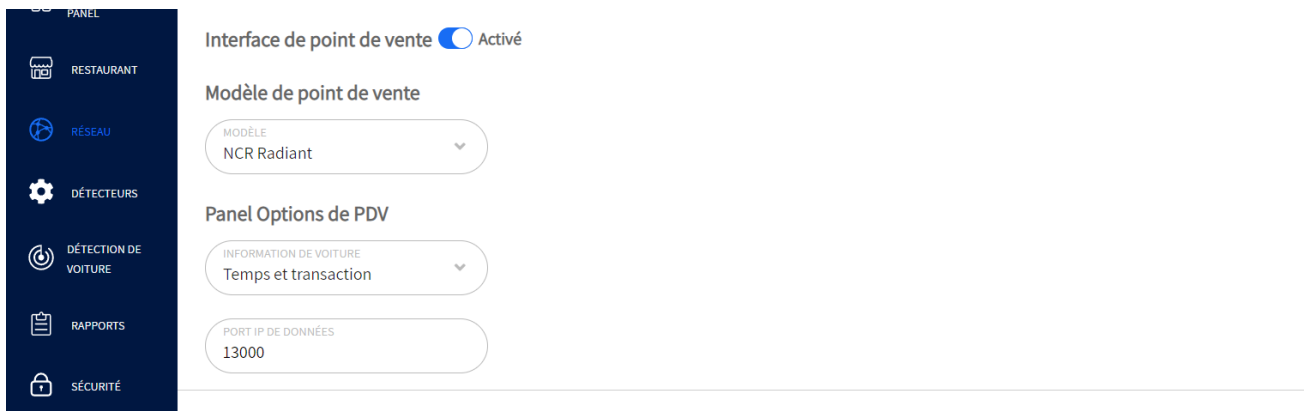 PANEL
RESTAURANT
RÉSEAU
DÉTECTEURS
DÉTECTION DE
VOITURE
RAPPORTS
SÉCURITÉ
Interface de point de vente Activé
Modèle de point de vente
MODÈLE
NCR Radiant
Panel Options de PDV
INFORMATION DE VOITURE
Temps et transaction
PORT IP DE DONNÉES
13000